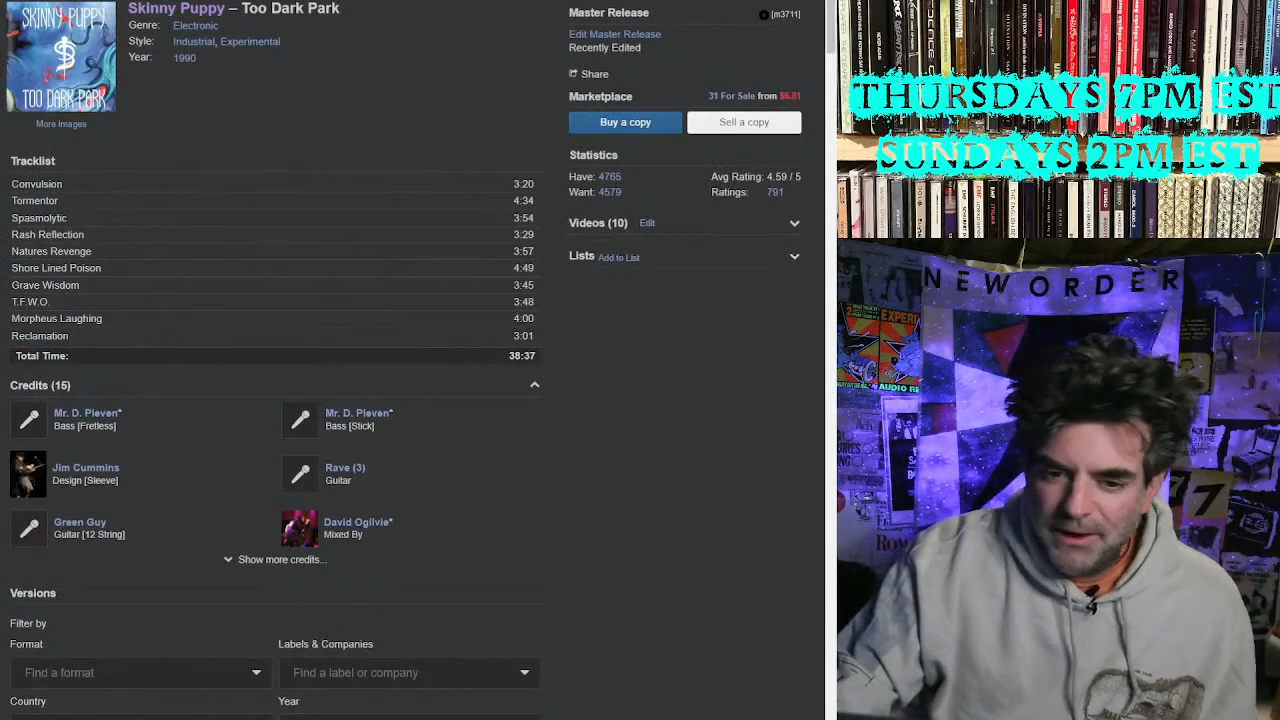 SKINNY PUPPY
TOO DARK PARK
More images
Skinny Puppy – Too Dark Park
Genre: Electronic
Style: Industrial, Experimental
Year: 1990
Tracklist
Convulsion 3:20
Tormentor 4:34
Spasmolytic 3:54
Rash Reflection 3:29
Natures Revenge 3:57
Shore Lined Poison 4:49
Grave Wisdom 3:45
T.F.W.O. 3:48
Morpheus Laughing 4:00
Reclamation 3:01
Total Time: 38:37
Credits (15)
Mr. D. Pleven*
Bass [Fretless]
Mr. D. Pleven*
Bass [Stick]
Jim Cummins
Design [Sleeve]
Rave (3)
Guitar
Green Guy
Guitar [12 String]
David Ogilvie*
Mixed By
Show more credits...
Versions
Filter by
Format
Find a format
Labels & Companies
Find a label or company
Country
Year
Master Release
[m3711]
Edit Master Release
Recently Edited
Share
Marketplace
31 For Sale from $6.01
Buy a copy
Sell a copy
Statistics
Have: 4765
Avg Rating: 4.59 / 5
Want: 4579
Ratings: 791
Videos (10) Edit
Lists Add to List
THURSDAYS 7PM EST
SUNDAYS 2PM EST
NEW ORDER
EXPERI
AUDIO RE
7